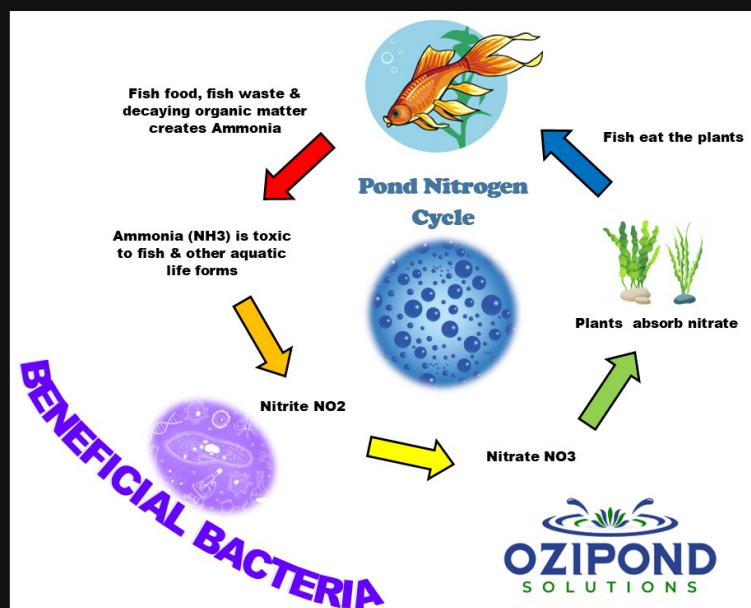 Fish food, fish waste &
decaying organic matter
creates Ammonia
Fish eat the plants
Pond Nitrogen
Cycle
Ammonia (NH3) is toxic
to fish & other aquatic
life forms
Plants absorb nitrate
Nitrite NO2
Nitrate NO3
BENEFICIAL BACTERIA
OZIPOND
SOLUTIONS